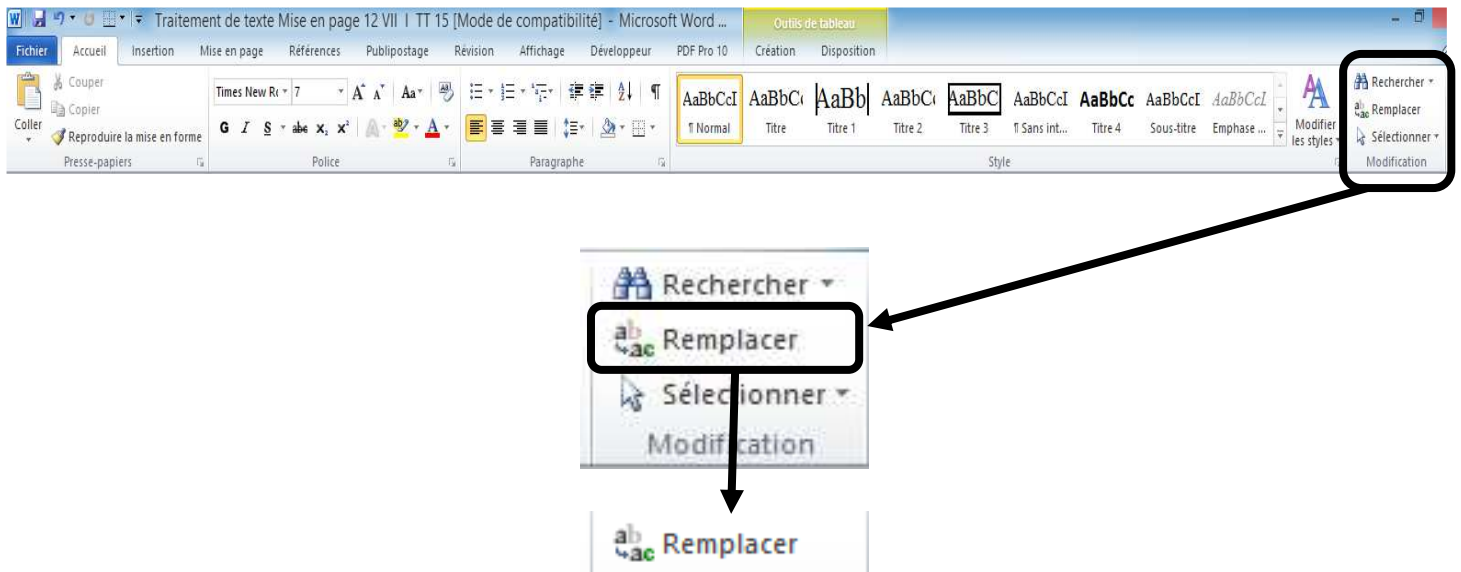 Traitement de texte Mise en page 12 VII I TT 15 [Mode de compatibilité] - Microsoft Word ...
Outils de tableau
Fichier Accueil Insertion Mise en page Références Publipostage Révision Affichage Développeur PDF Pro 10 Création Disposition
Coller
Couper
Copier
Reproduire la mise en forme
Presse-papiers
Times New Ro 7 A A Aa
G I S abe x₂ x² A ab A
Police
Paragraphe
AaBbCcI AaBbC AaBb AaBbC AaBbC AaBbCcI AaBbCc AaBbCcI AaBbCcI
¶ Normal Titre Titre 1 Titre 2 Titre 3 ¶ Sans int... Titre 4 Sous-titre Emphase ...
Style
Modifier
les styles
Rechercher
Remplacer
Sélectionner
Modification
Rechercher
Remplacer
Sélectionner
Modification
Remplacer